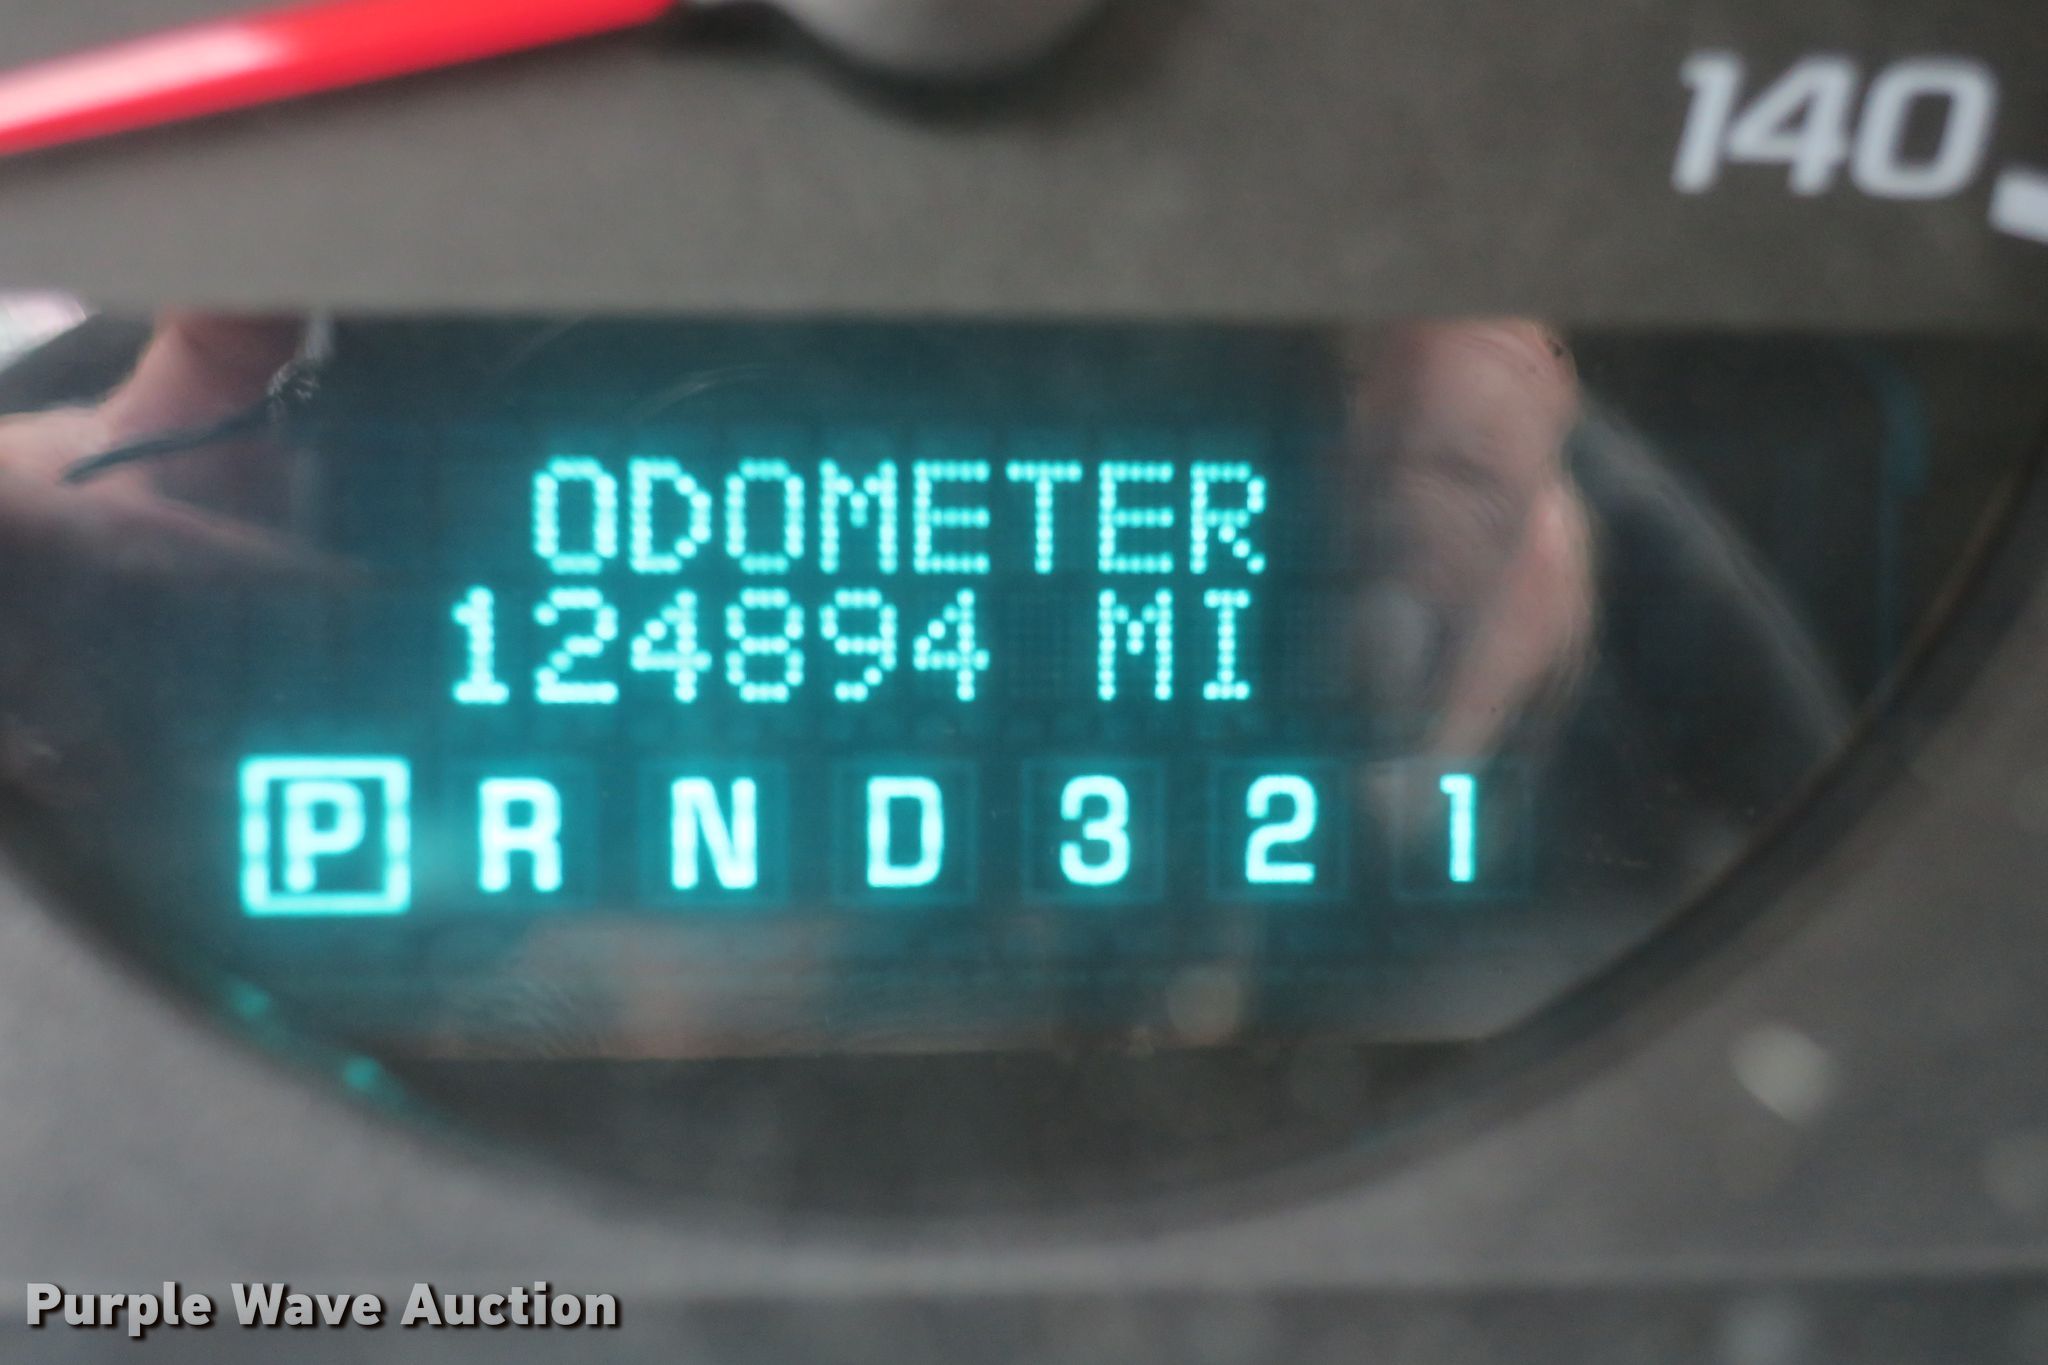 140
ODOMETER
124894 MI
P R N D 3 2 1
Purple Wave Auction